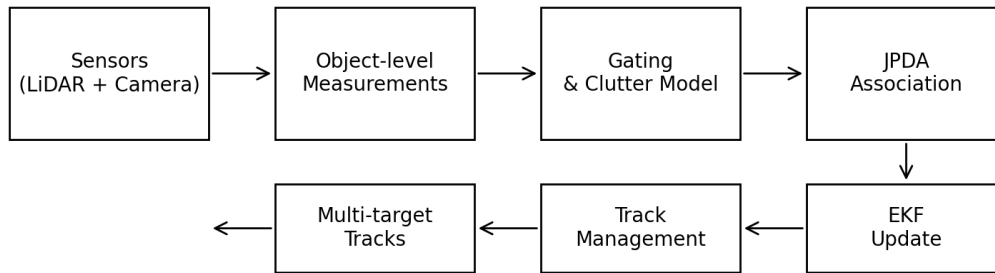 Sensors
(LiDAR + Camera)
Object-level
Measurements
Gating
& Clutter Model
JPDA
Association
Multi-target
Tracks
Track
Management
EKF
Update